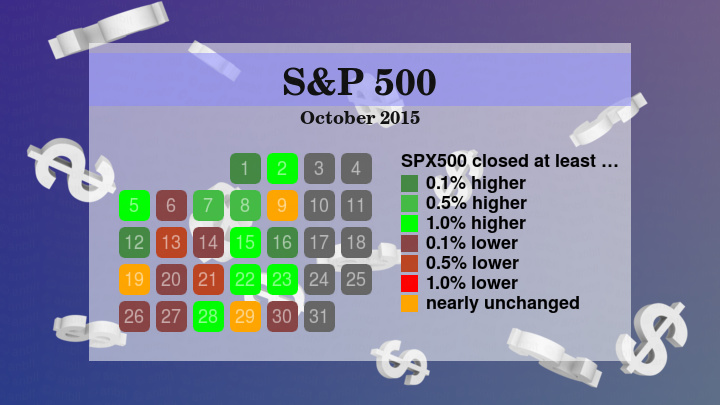 S&P 500
October 2015
1 2 3 4
5 6 7 8 9 10 11
12 13 14 15 16 17 18
19 20 21 22 23 24 25
26 27 28 29 30 31
SPX500 closed at least ...
0.1% higher
0.5% higher
1.0% higher
0.1% lower
0.5% lower
1.0% lower
nearly unchanged